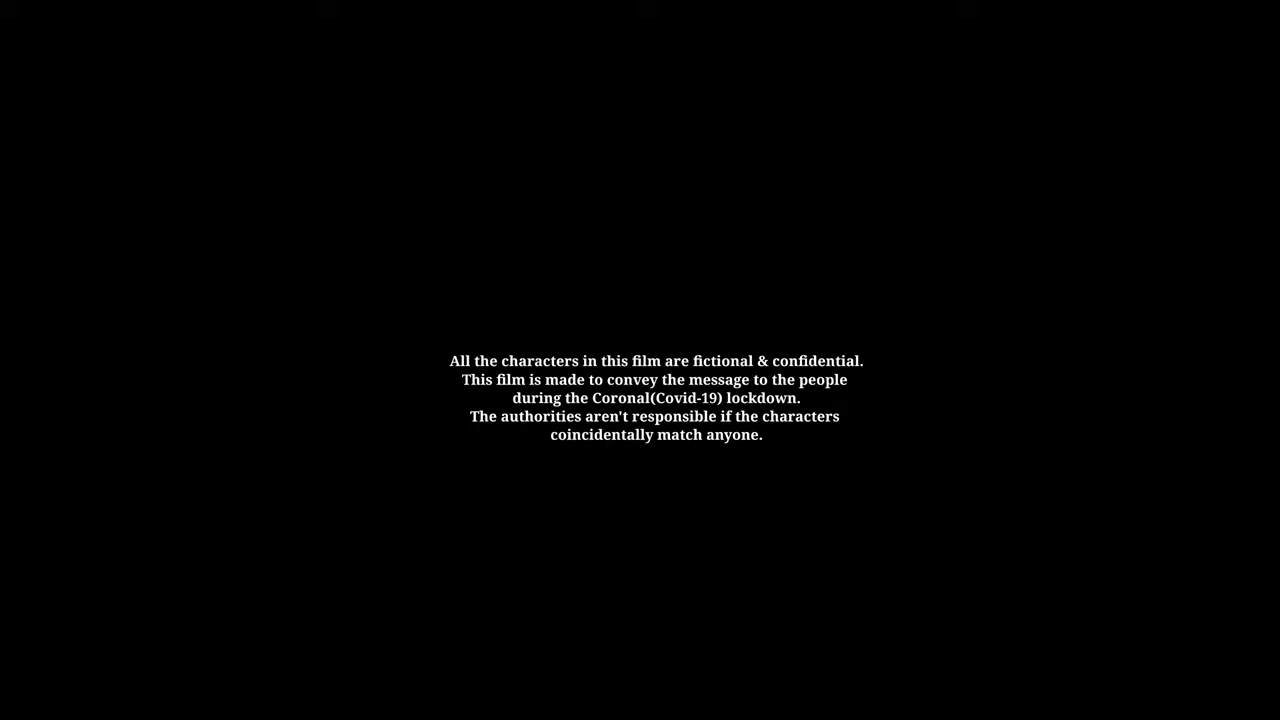 All the characters in this film are fictional & confidential.
This film is made to convey the message to the people
during the Coronal(Covid-19) lockdown.
The authorities aren't responsible if the characters
coincidentally match anyone.